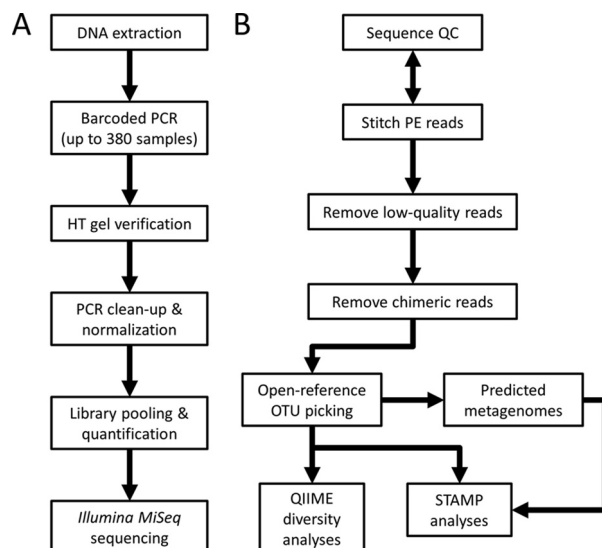 A
DNA extraction
Barcoded PCR
(up to 380 samples)
HT gel verification
PCR clean-up &
normalization
Library pooling &
quantification
Illumina MiSeq
sequencing
B
Sequence QC
Stitch PE reads
Remove low-quality reads
Remove chimeric reads
Open-reference
OTU picking
Predicted
metagenomes
QIIME
diversity
analyses
STAMP
analyses